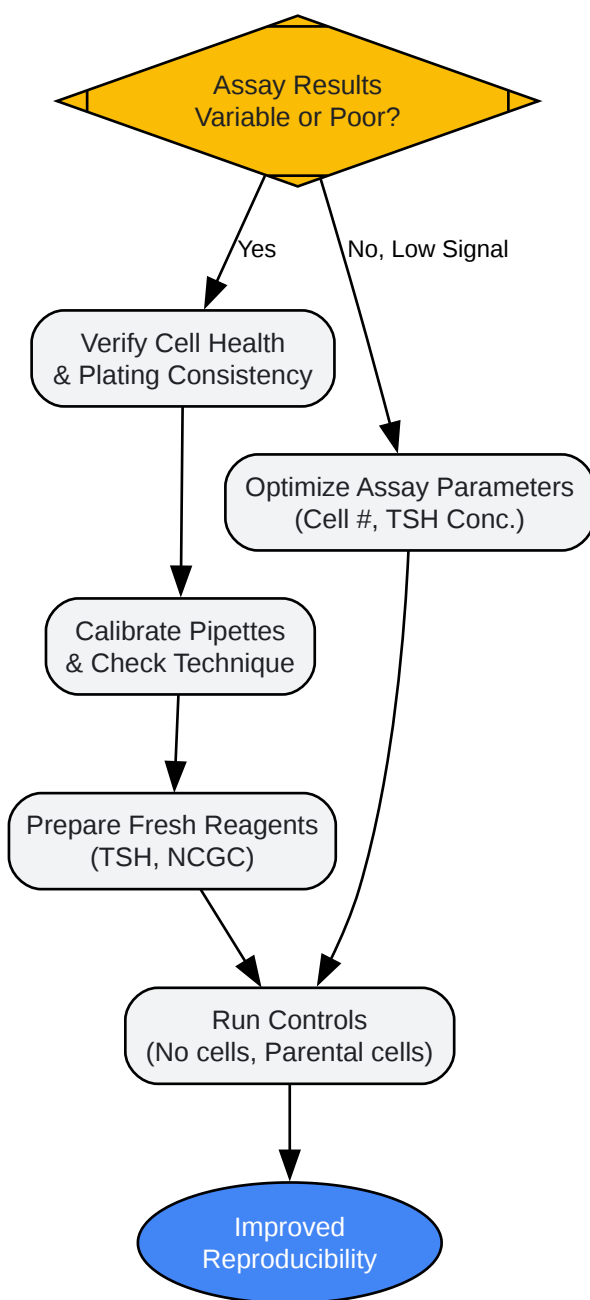 Assay Results
Variable or Poor?
Yes
No, Low Signal
Verify Cell Health
& Plating Consistency
Optimize Assay Parameters
(Cell #, TSH Conc.)
Calibrate Pipettes
& Check Technique
Prepare Fresh Reagents
(TSH, NCGC)
Run Controls
(No cells, Parental cells)
Improved
Reproducibility